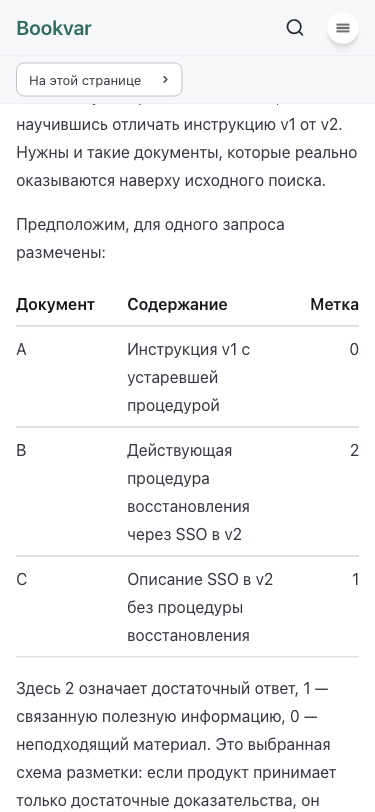 Bookvar
На этой странице
научившись отличать инструкцию v1 от v2.
Нужны и такие документы, которые реально
оказываются наверху исходного поиска.
Предположим, для одного запроса
размечены:
Документ Содержание Метка
A Инструкция v1 с 0
устаревшей
процедурой
B Действующая 2
процедура
восстановления
через SSO в v2
C Описание SSO в v2 1
без процедуры
восстановления
Здесь 2 означает достаточный ответ, 1 —
связанную полезную информацию, 0 —
неподходящий материал. Это выбранная
схема разметки: если продукт принимает
только достаточные доказательства, он